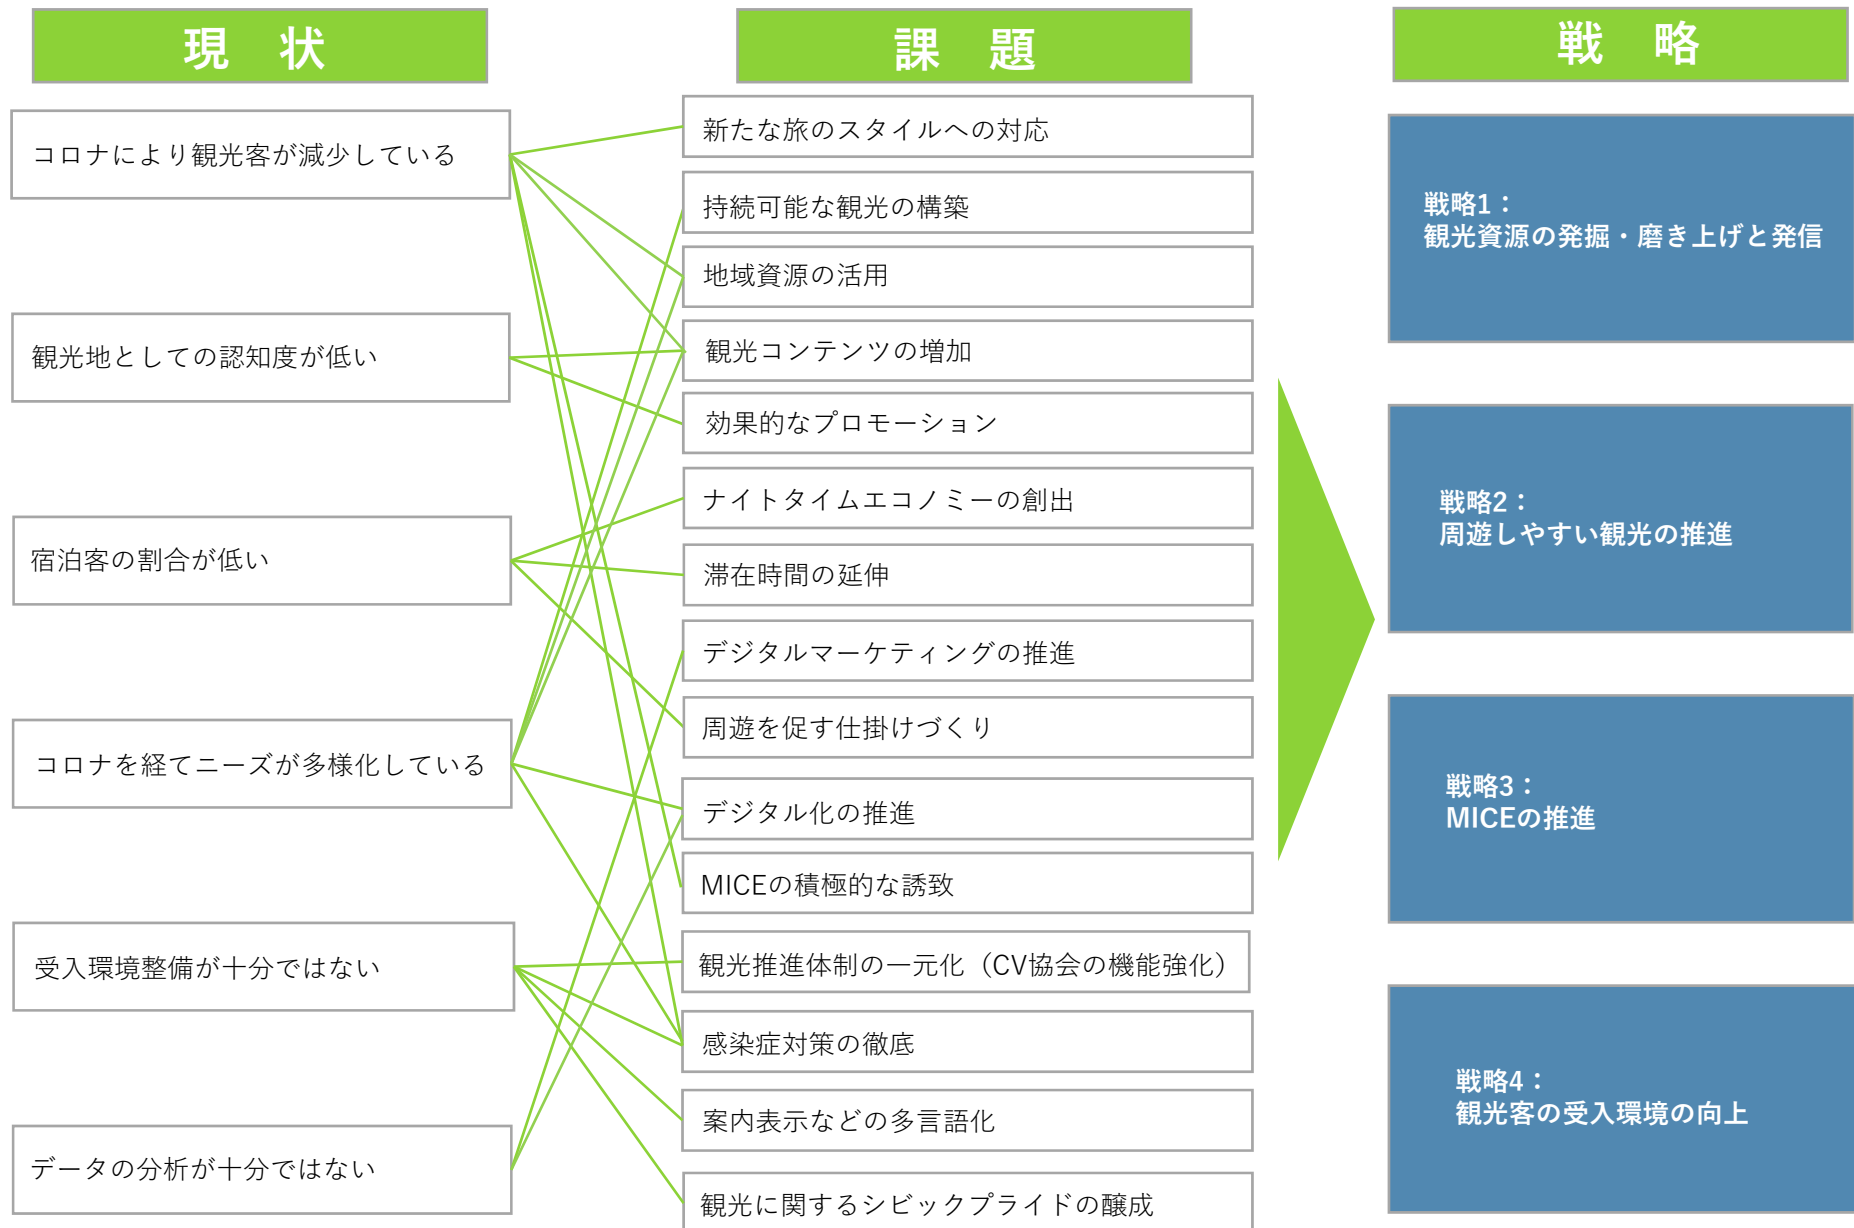 現　状
コロナにより観光客が減少している
観光地としての認知度が低い
宿泊客の割合が低い
コロナを経てニーズが多様化している
受入環境整備が十分ではない
データの分析が十分ではない
課　題
新たな旅のスタイルへの対応
持続可能な観光の構築
地域資源の活用
観光コンテンツの増加
効果的なプロモーション
ナイトタイムエコノミーの創出
滞在時間の延伸
デジタルマーケティングの推進
周遊を促す仕掛けづくり
デジタル化の推進
MICEの積極的な誘致
観光推進体制の一元化（CV協会の機能強化）
感染症対策の徹底
案内表示などの多言語化
観光に関するシビックプライドの醸成
戦　略
戦略1：
観光資源の発掘・磨き上げと発信
戦略2：
周遊しやすい観光の推進
戦略3：
MICEの推進
戦略4：
観光客の受入環境の向上